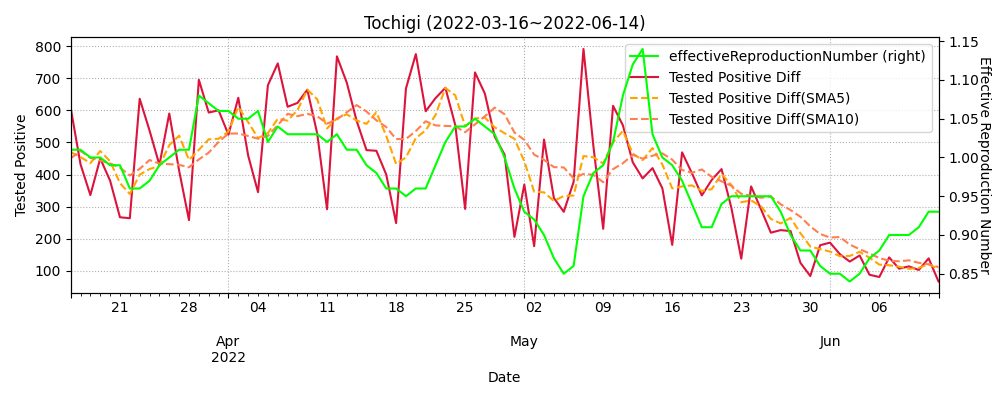 Tochigi (2022-03-16~2022-06-14)
800
700
600
500
400
300
200
100
Tested Positive
1.15
1.10
1.05
1.00
0.95
0.90
0.85
Effective Reproduction Number
effectiveReproductionNumber (right)
Tested Positive Diff
Tested Positive Diff(SMA5)
Tested Positive Diff(SMA10)
21 28 04 11 18 25 02 09 16 23 30 06
Apr May Jun
2022
Date